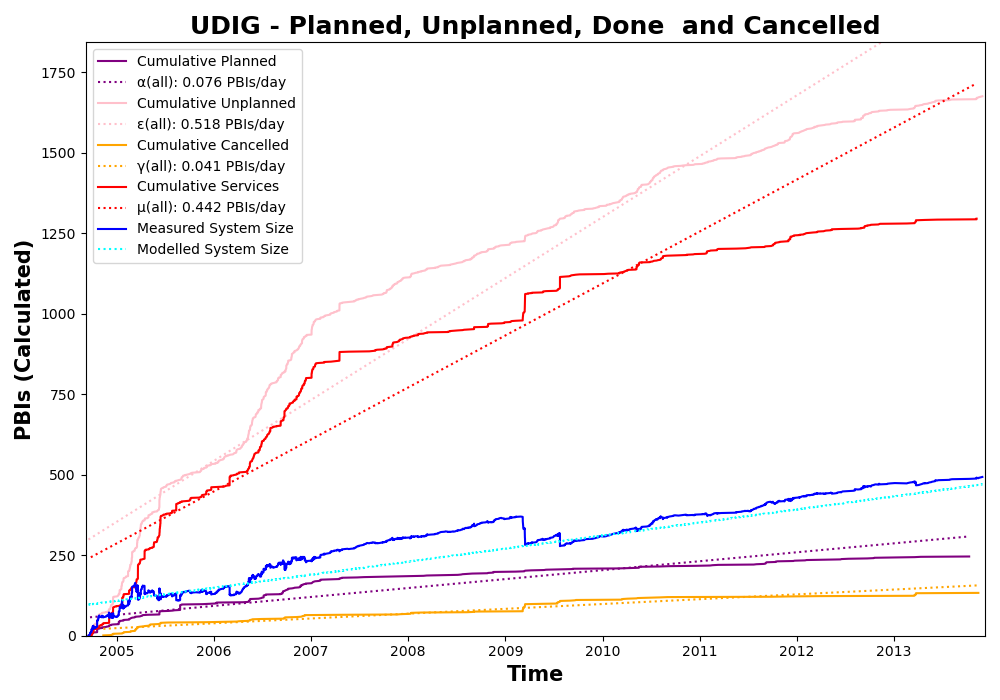 UDIG - Planned, Unplanned, Done  and Cancelled
Cumulative Planned
α(all): 0.076 PBIs/day
Cumulative Unplanned
ε(all): 0.518 PBIs/day
Cumulative Cancelled
γ(all): 0.041 PBIs/day
Cumulative Services
μ(all): 0.442 PBIs/day
Measured System Size
Modelled System Size
PBIs (Calculated)
1750
1500
1250
1000
750
500
250
0
2005 2006 2007 2008 2009 2010 2011 2012 2013
Time